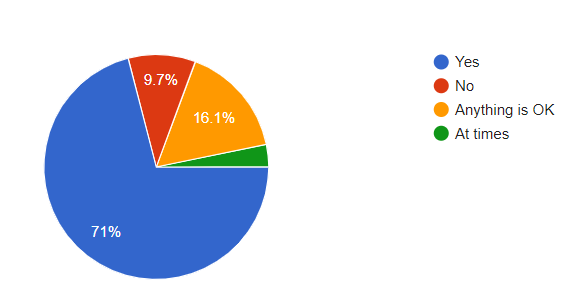 9.7%
16.1%
71%
Yes
No
Anything is OK
At times